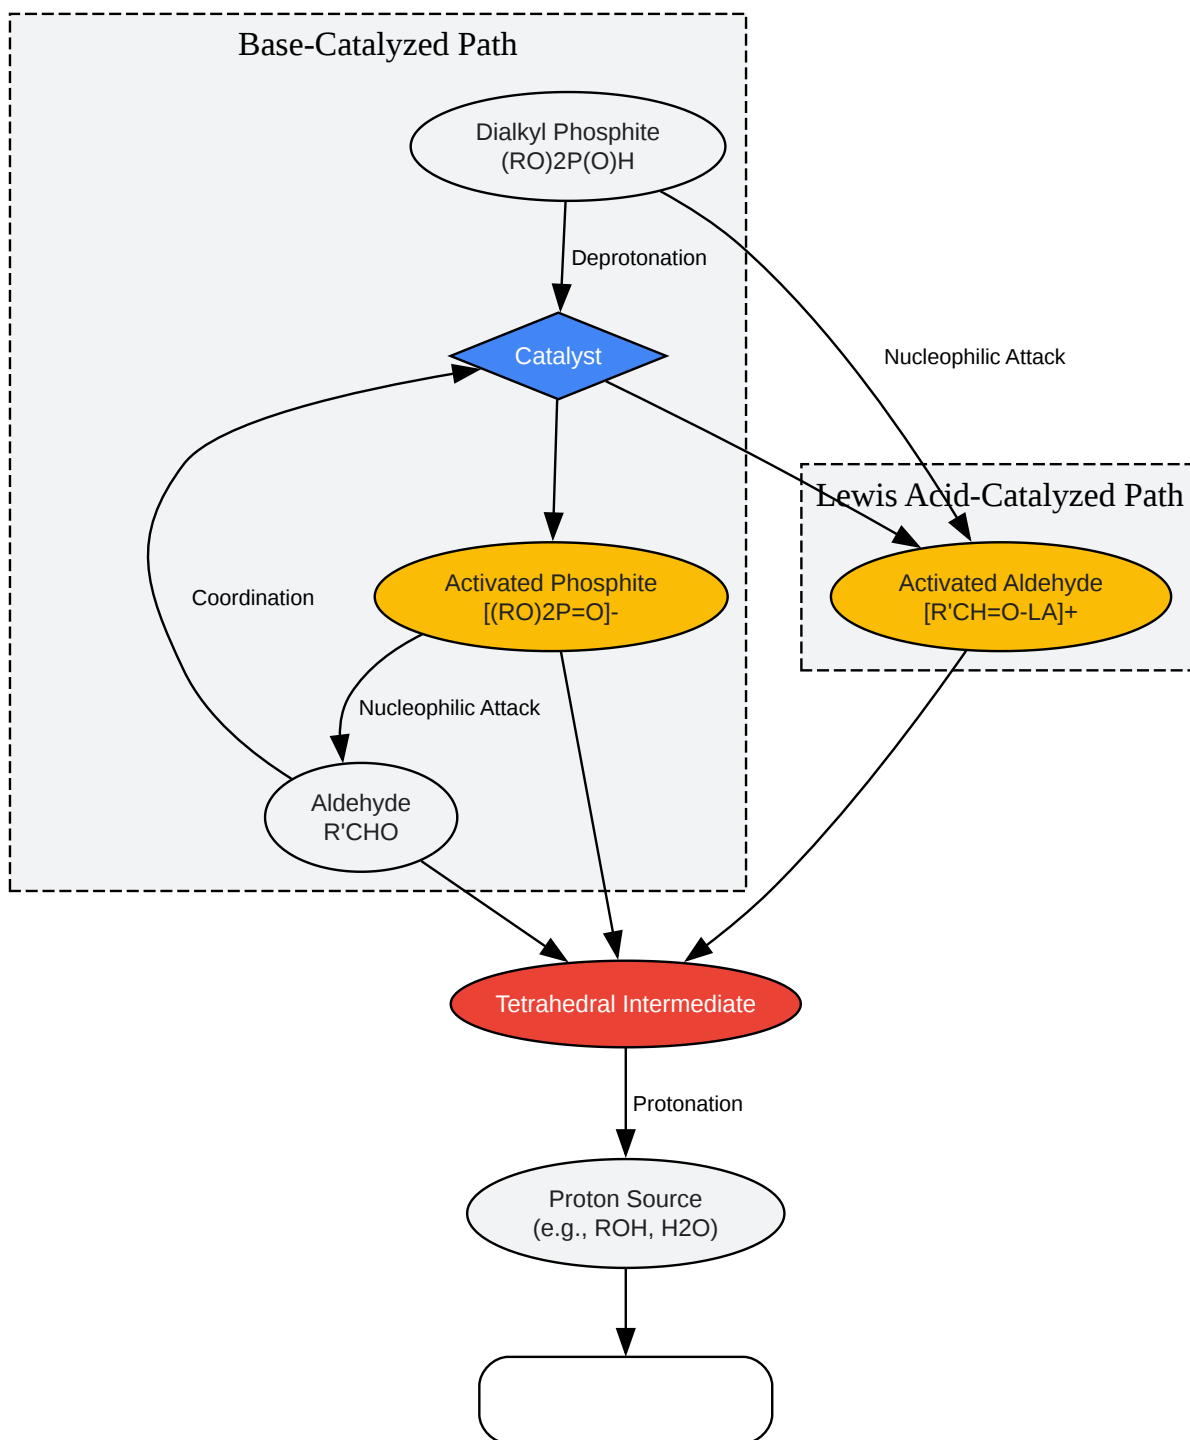 Base-Catalyzed Path
Dialkyl Phosphite
(RO)2P(O)H
Deprotonation
Catalyst
Nucleophilic Attack
Lewis Acid-Catalyzed Path
Activated Phosphite
[(RO)2P=O]-
Activated Aldehyde
[R'CH=O-LA]+
Coordination
Nucleophilic Attack
Aldehyde
R'CHO
Tetrahedral Intermediate
Protonation
Proton Source
(e.g., ROH, H2O)